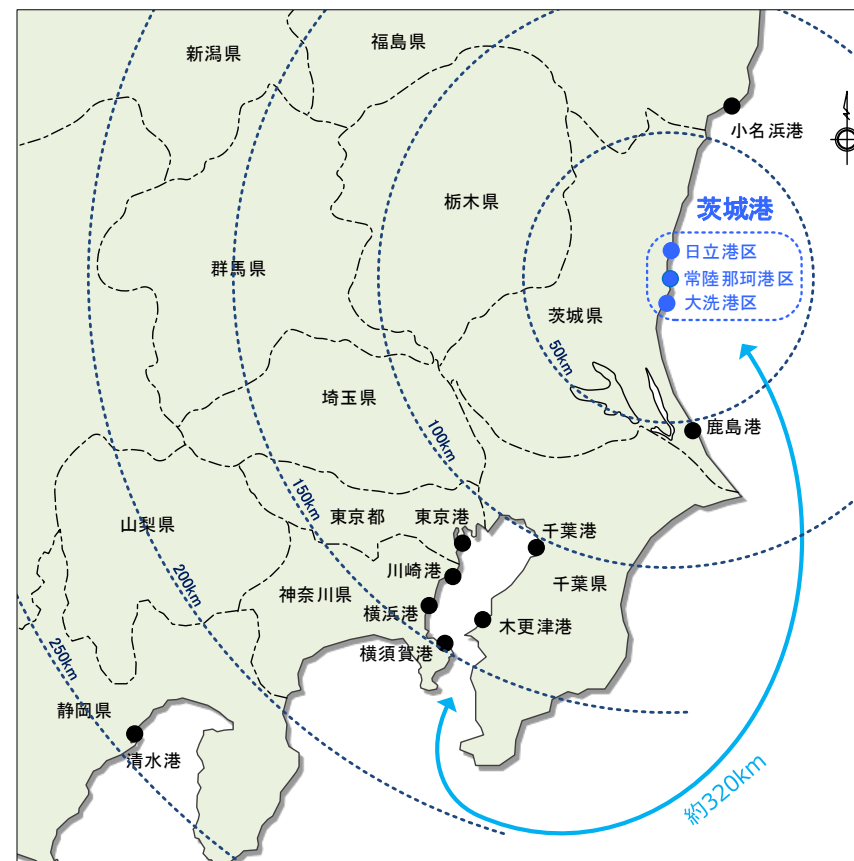 福島県
新潟県
小名浜港
栃木県
茨城港
日立港区
群馬県
常陸那珂港区
大洗港区
茨城県
50km
埼玉県
鹿島港
100km
150km
東京都
東京港
山梨県
千葉港
川崎港
千葉県
200km
神奈川県
横浜港
木更津港
横須賀港
250km
静岡県
清水港
約320km